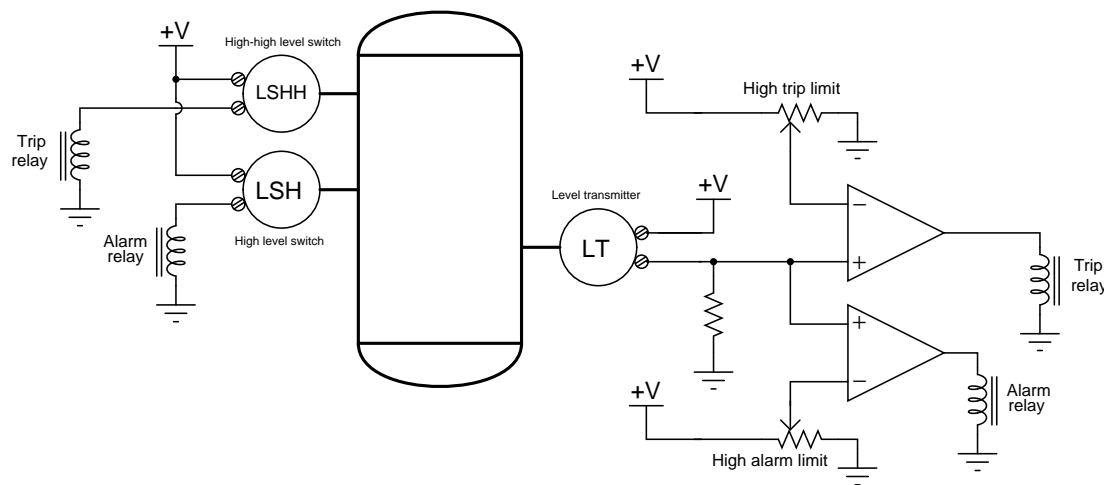 +V
High-high level switch
LSHH
Trip
relay
LSH
High level switch
Alarm
relay
Level transmitter
LT
+V
+V
High trip limit
−
+
Trip
relay
+
−
Alarm
relay
+V
High alarm limit